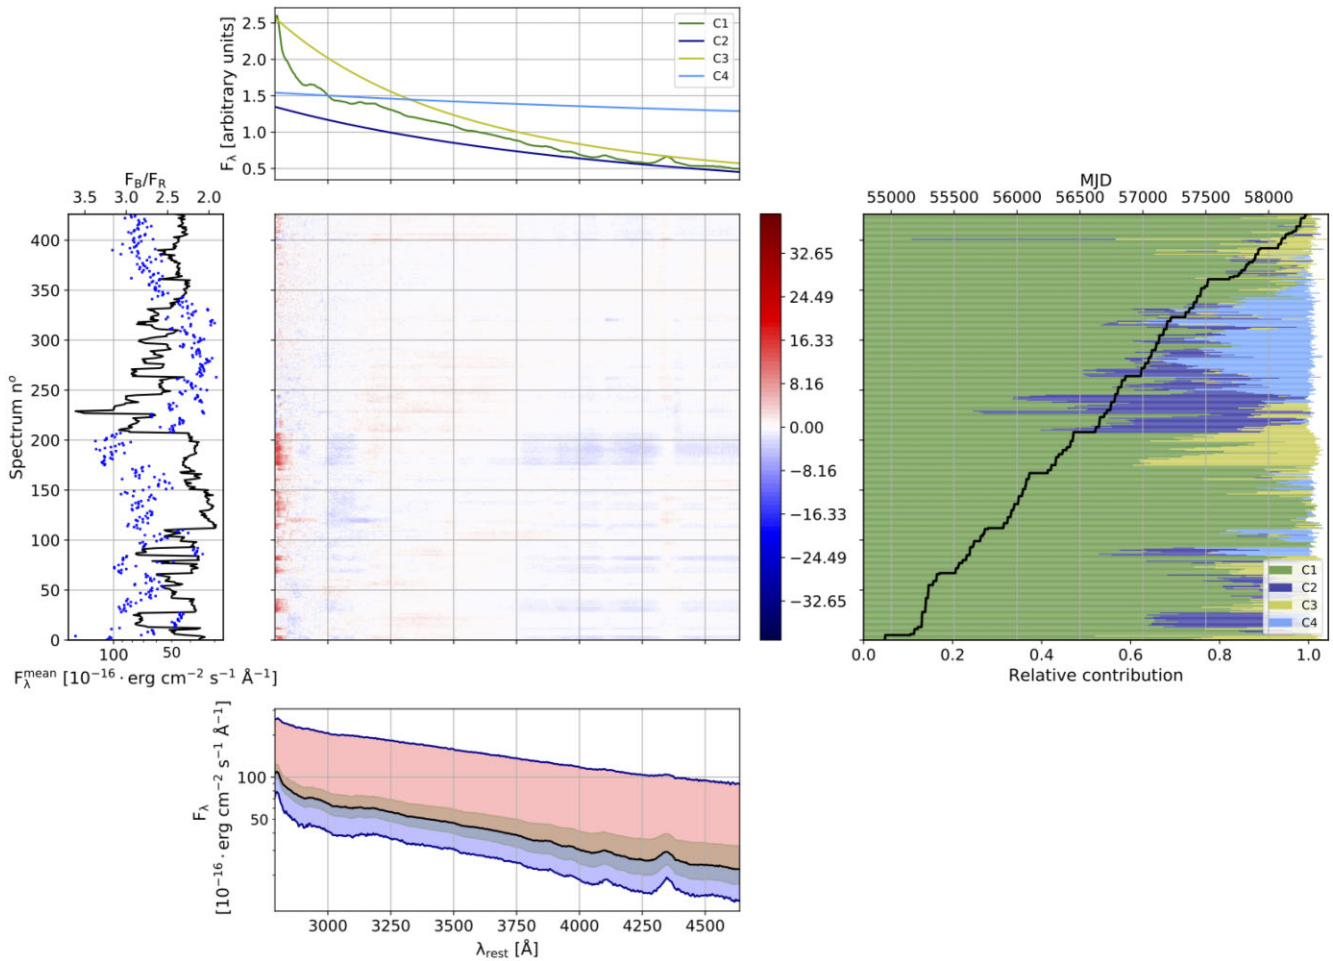 2.5
2.0
1.5
1.0
0.5
F_λ [arbitrary units]
C1
C2
C3
C4
F_B/F_R
3.5 3.0 2.5 2.0
400
350
300
250
200
150
100
50
0
Spectrum nº
100 50
F_λ^mean [10⁻¹⁶ · erg cm⁻² s⁻¹ Å⁻¹]
32.65
24.49
16.33
8.16
0.00
-8.16
-16.33
-24.49
-32.65
MJD
55000 55500 56000 56500 57000 57500 58000
C1
C2
C3
C4
0.0 0.2 0.4 0.6 0.8 1.0
Relative contribution
100
50
F_λ
[10⁻¹⁶ · erg cm⁻² s⁻¹ Å⁻¹]
3000 3250 3500 3750 4000 4250 4500
λ_rest [Å]